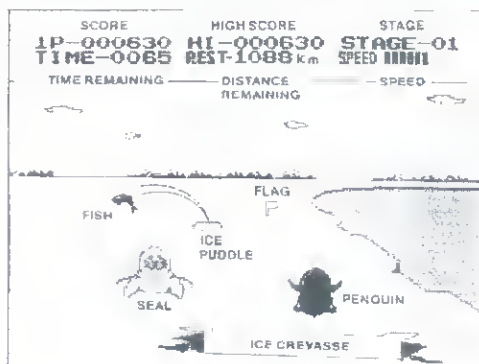 SCORE HIGH SCORE STAGE
1P-000630 HI-000630 STAGE-01
TIME-0065 REST-1088km SPEED
TIME REMAINING DISTANCE REMAINING SPEED
FLAG
P
FISH
ICE PUDDLE
SEAL
PENQUIN
ICE CREVASSE